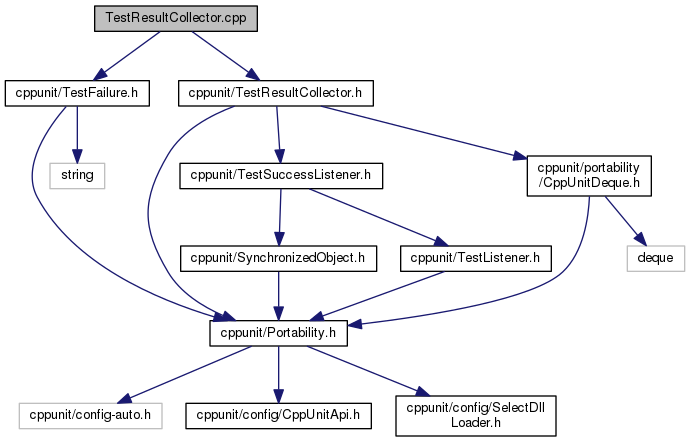 TestResultCollector.cpp
cppunit/TestFailure.h
cppunit/TestResultCollector.h
string
cppunit/TestSuccessListener.h
cppunit/portability
/CppUnitDeque.h
cppunit/SynchronizedObject.h
cppunit/TestListener.h
deque
cppunit/Portability.h
cppunit/config-auto.h
cppunit/config/CppUnitApi.h
cppunit/config/SelectDll
Loader.h